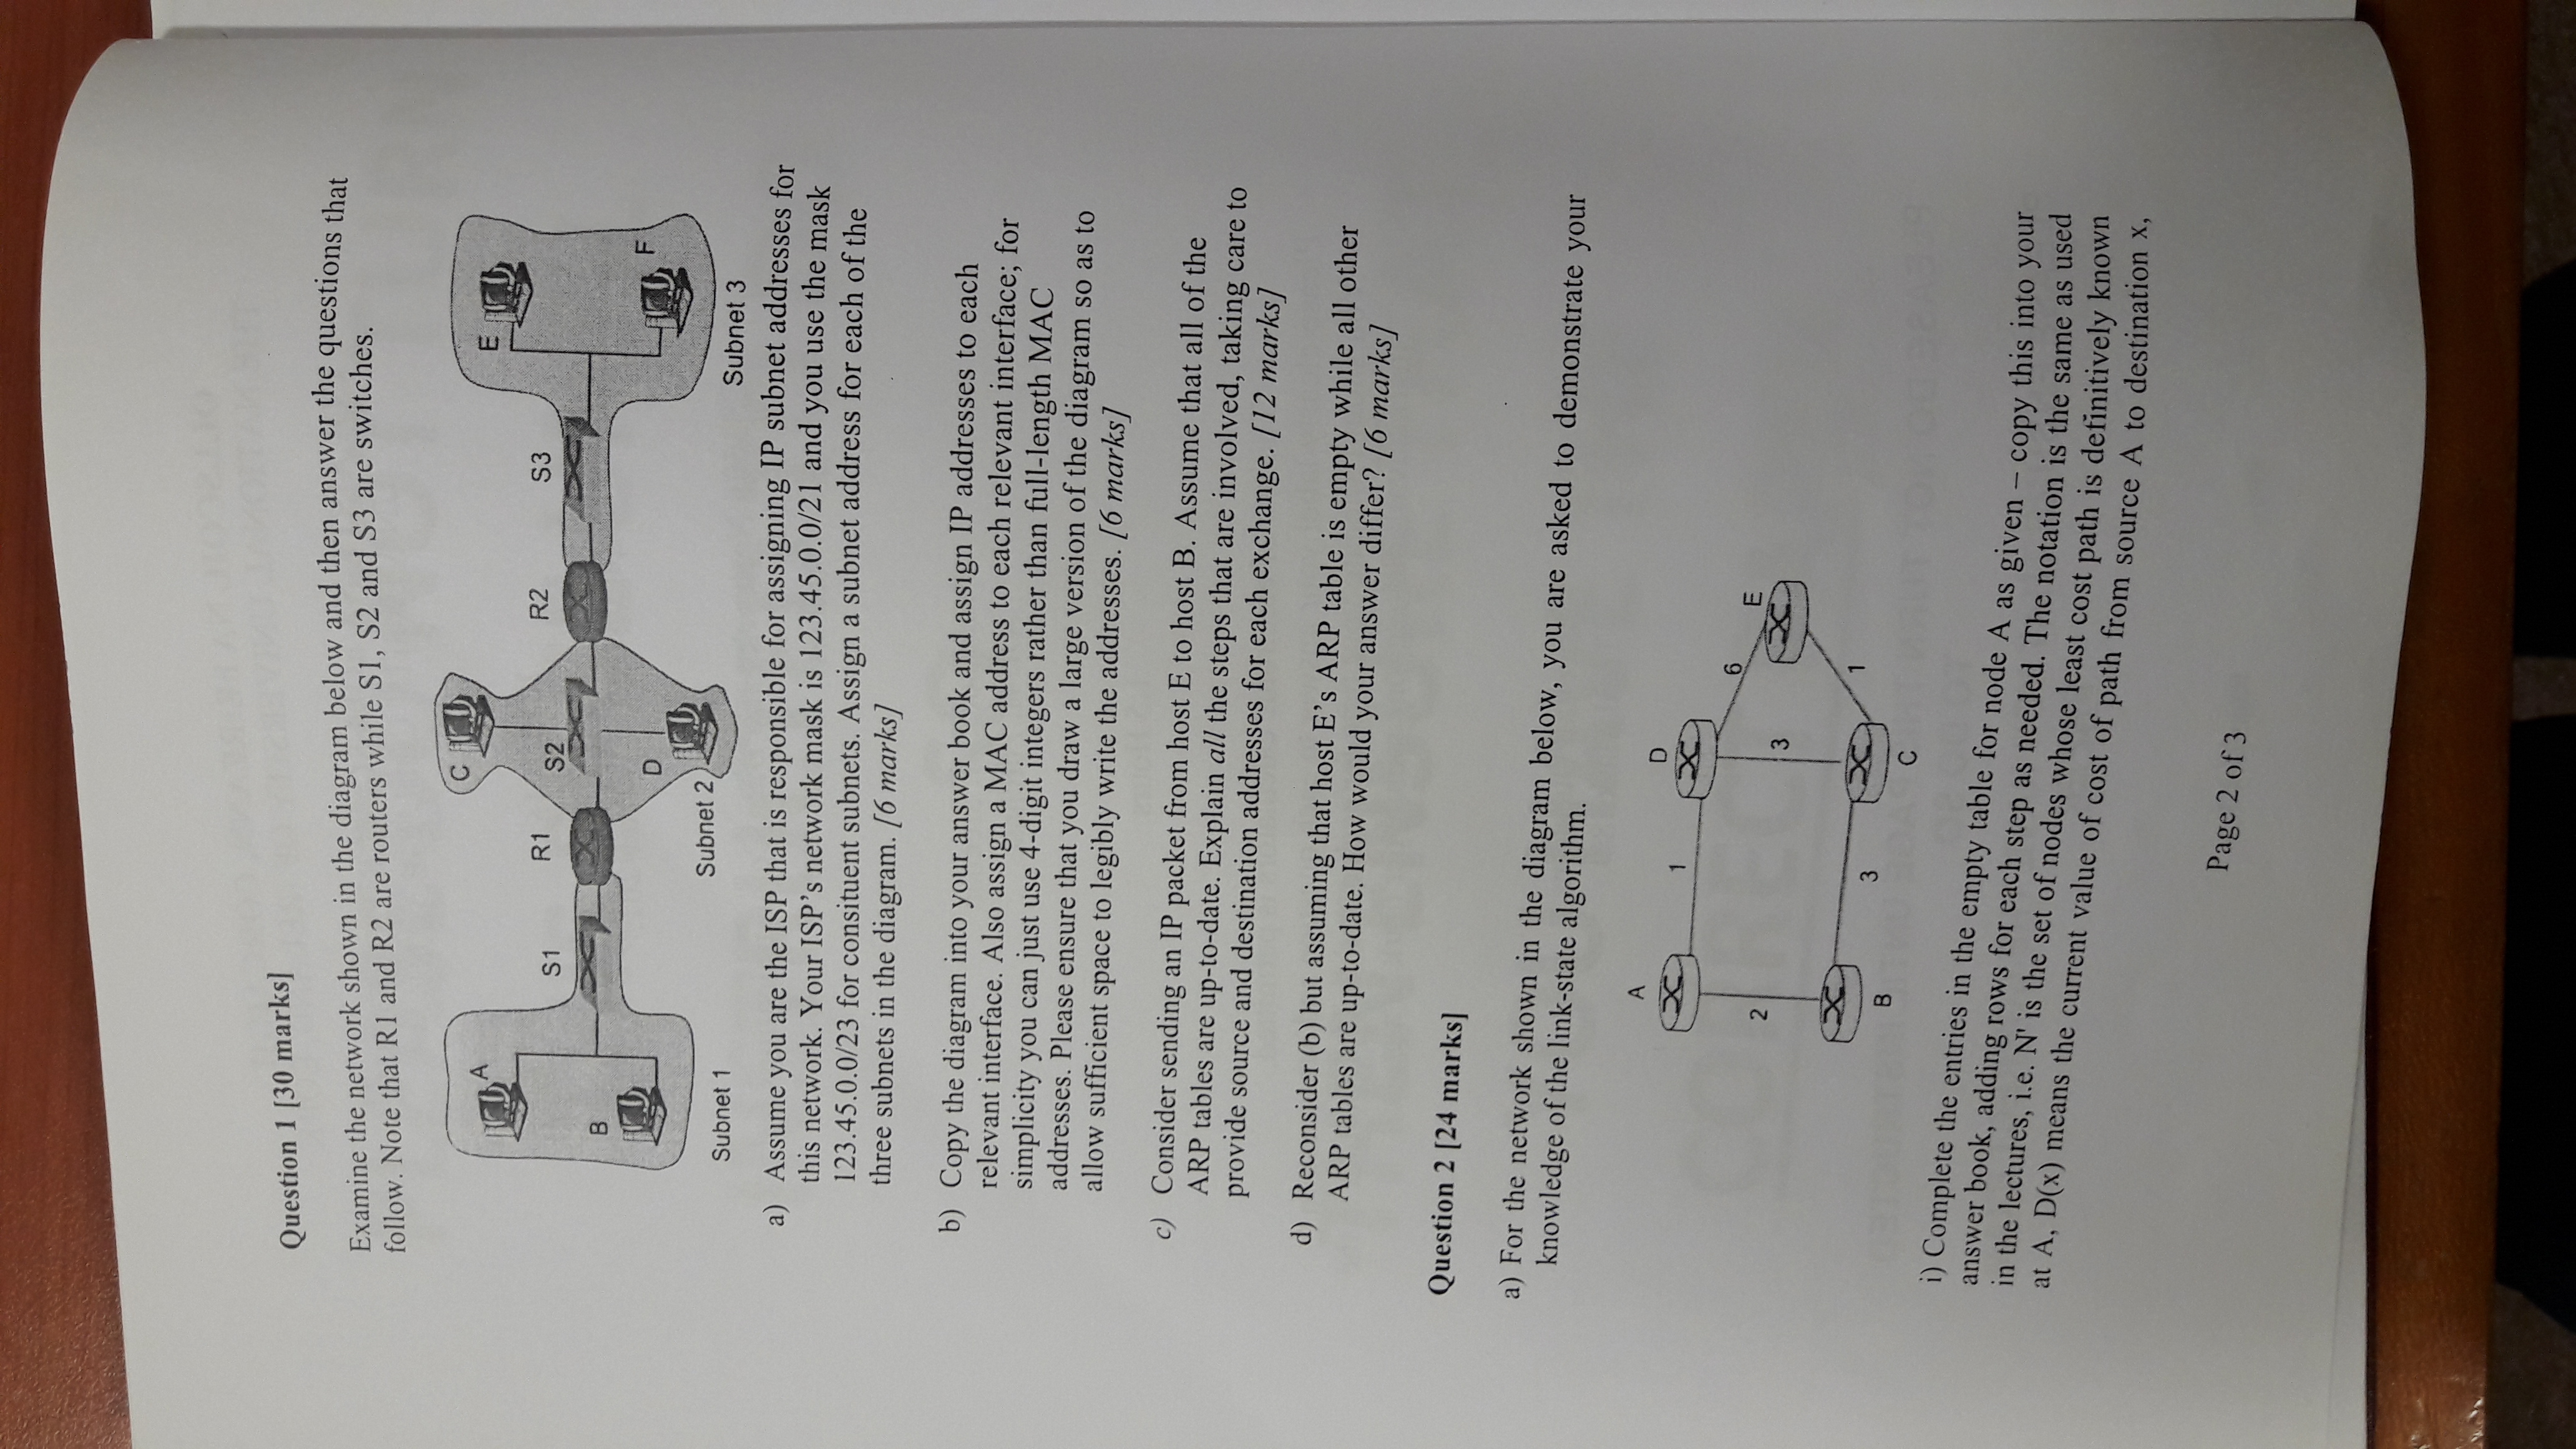 Question 1 [30 marks]
Examine the network shown in the diagram below and then answer the questions that
follow. Note that R1 and R2 are routers while S1, S2 and S3 are switches.
A
B
S1
R1
C
S2
D
R2
S3
E
F
Subnet 1
Subnet 2
Subnet 3
a) Assume you are the ISP that is responsible for assigning IP subnet addresses for
this network. Your ISP's network mask is 123.45.0.0/21 and you use the mask
123.45.0.0/23 for consituent subnets. Assign a subnet address for each of the
three subnets in the diagram. [6 marks]
b) Copy the diagram into your answer book and assign IP addresses to each
relevant interface. Also assign a MAC address to each relevant interface; for
simplicity you can just use 4-digit integers rather than full-length MAC
addresses. Please ensure that you draw a large version of the diagram so as to
allow sufficient space to legibly write the addresses. [6 marks]
c) Consider sending an IP packet from host E to host B. Assume that all of the
ARP tables are up-to-date. Explain all the steps that are involved, taking care to
provide source and destination addresses for each exchange. [12 marks]
d) Reconsider (b) but assuming that host E's ARP table is empty while all other
ARP tables are up-to-date. How would your answer differ? [6 marks]
Question 2 [24 marks]
a) For the network shown in the diagram below, you are asked to demonstrate your
knowledge of the link-state algorithm.
A
D
1
6
E
2
3
1
3
B
C
i) Complete the entries in the empty table for node A as given – copy this into your
answer book, adding rows for each step as needed. The notation is the same as used
in the lectures, i.e. N' is the set of nodes whose least cost path is definitively known
at A, D(x) means the current value of cost of path from source A to destination x,
Page 2 of 3